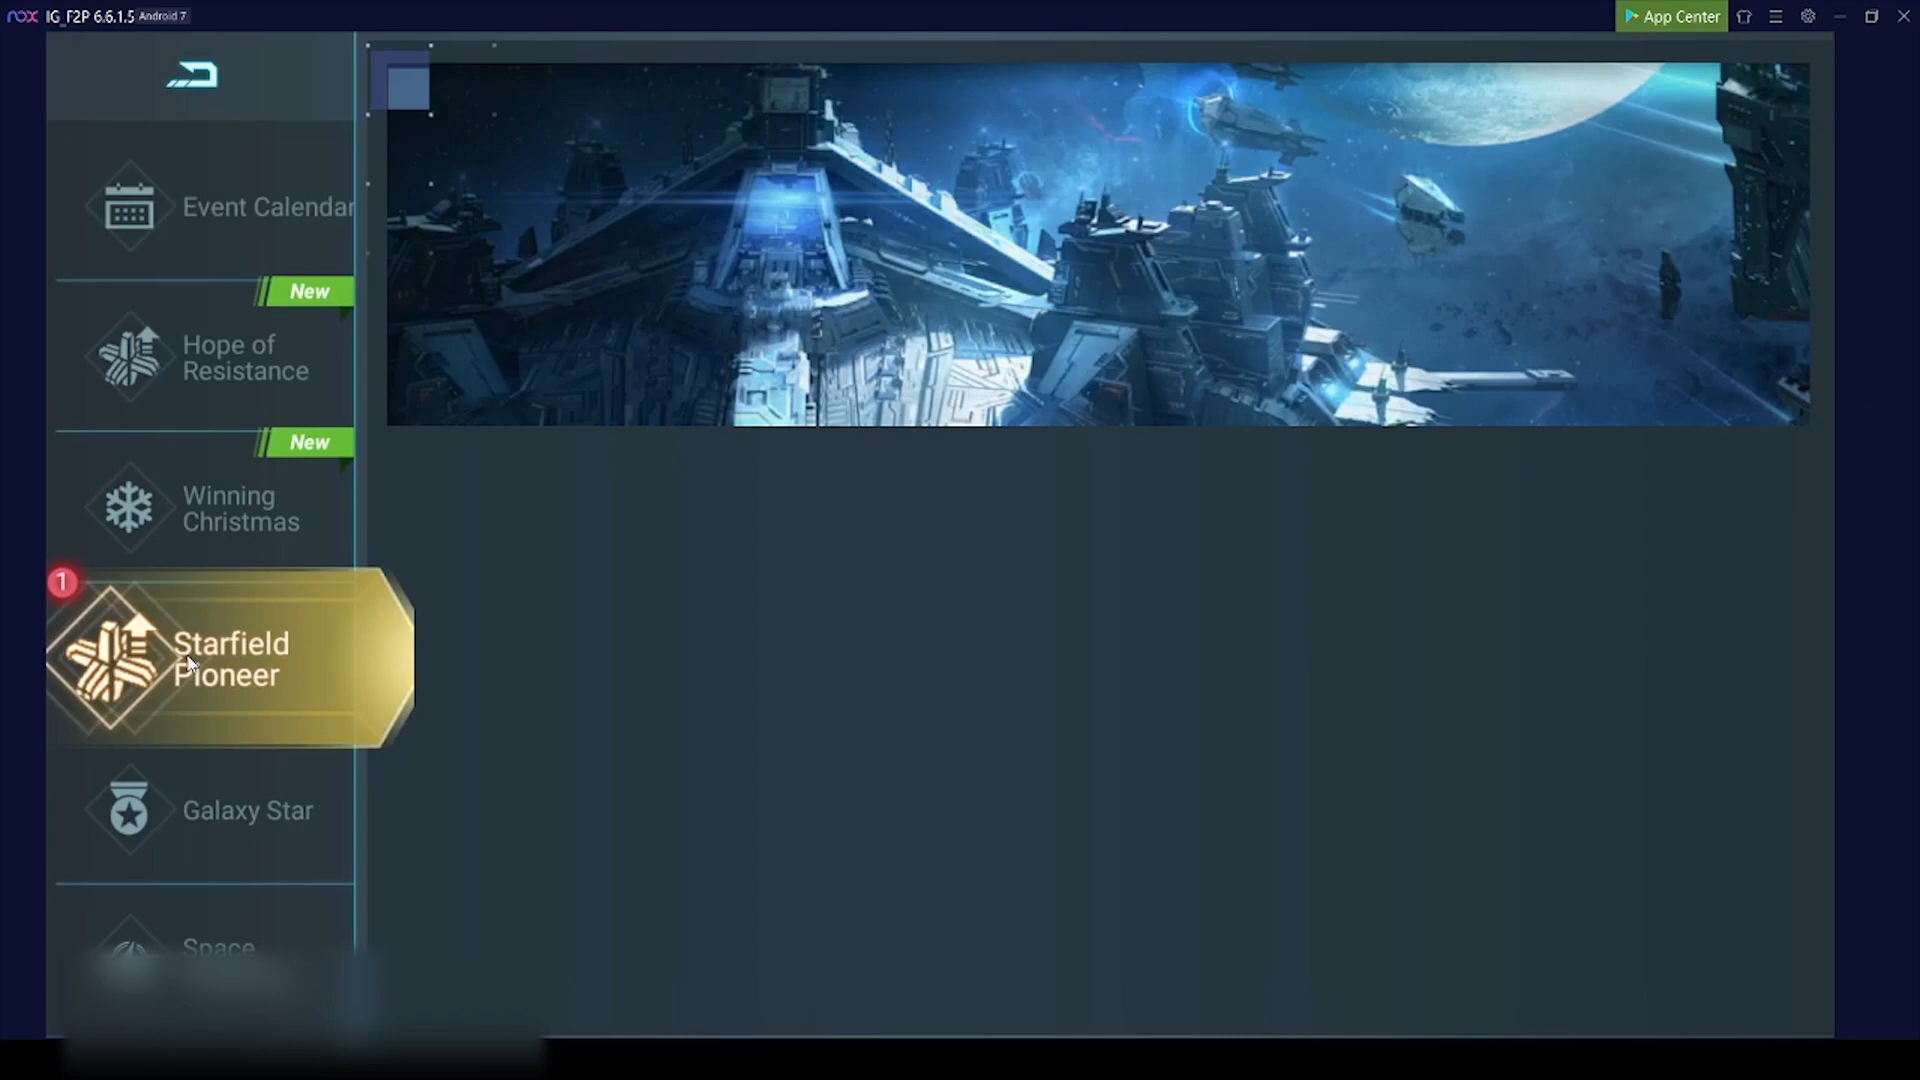 nox IG_F2P 6.6.1.5 Android 7
App Center
Event Calendar
New
Hope of
Resistance
New
Winning
Christmas
1
Starfield
Pioneer
Galaxy Star
Space